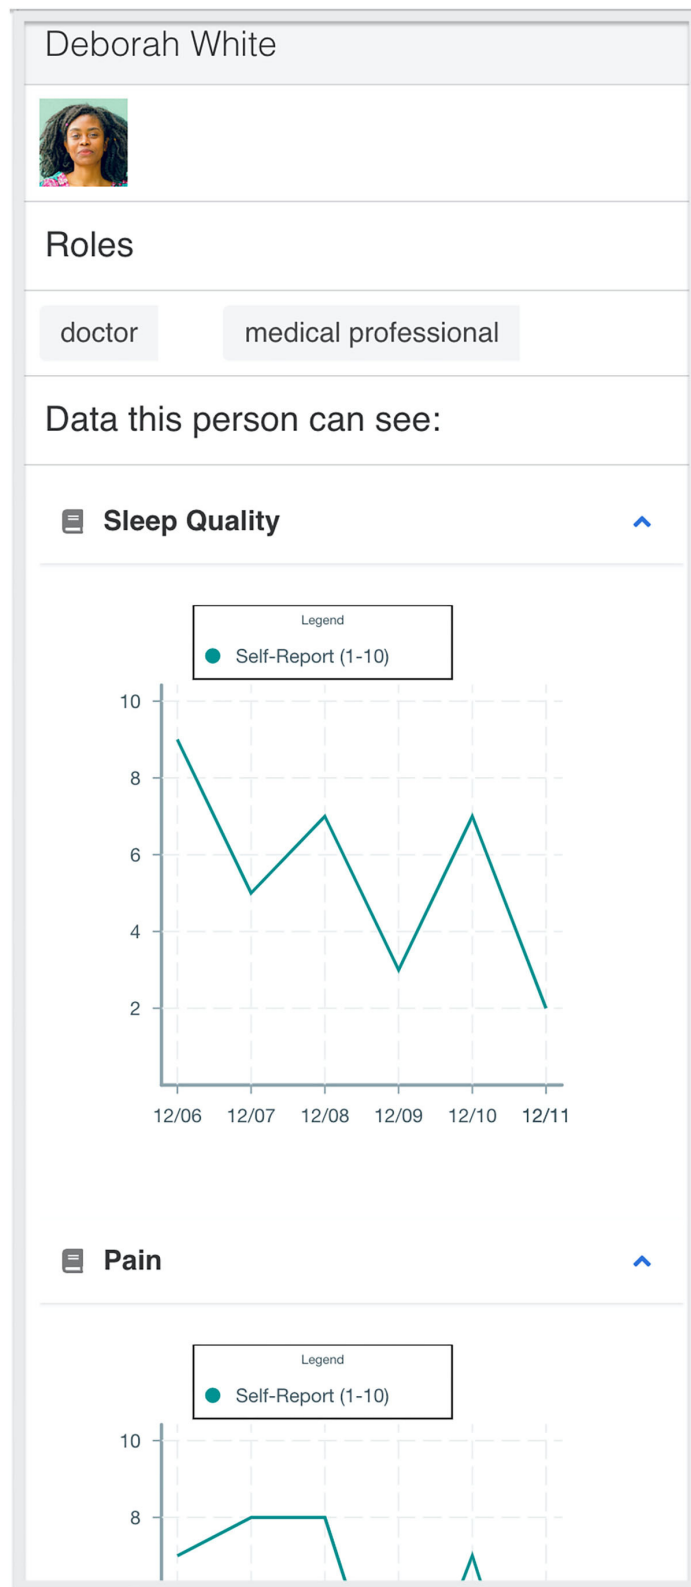 Deborah White
Roles
doctor medical professional
Data this person can see:
Sleep Quality
Legend
Self-Report (1-10)
10
8
6
4
2
12/06 12/07 12/08 12/09 12/10 12/11
Pain
Legend
Self-Report (1-10)
10
8